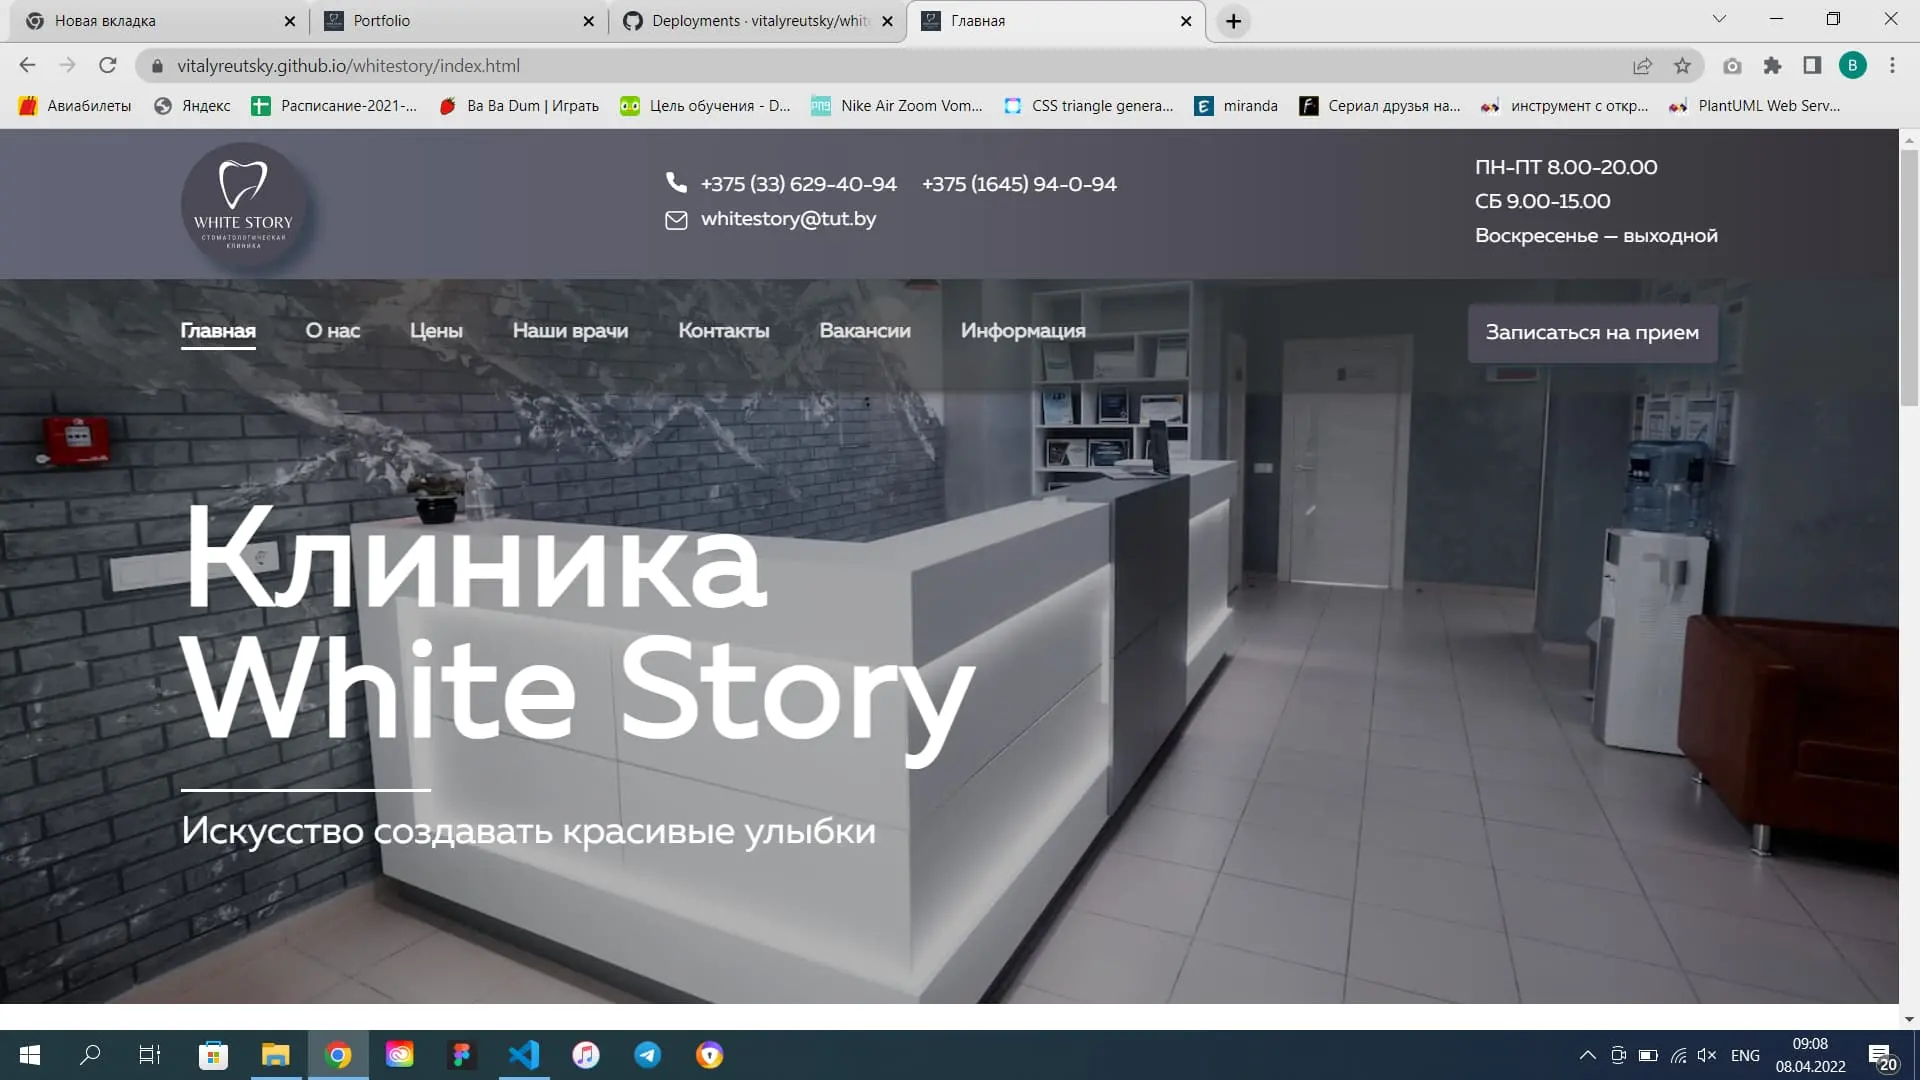 Новая вкладка
Portfolio
Deployments · vitalyreutsky/whit
Главная
vitalyreutsky.github.io/whitestory/index.html
B
Авиабилеты
Яндекс
Расписание-2021-...
Ba Ba Dum | Играть
Цель обучения - D...
Nike Air Zoom Vom...
CSS triangle genera...
miranda
Сериал друзья на...
инструмент с откр...
PlantUML Web Serv...
WHITE STORY
СТОМАТОЛОГИЧЕСКАЯ
КЛИНИКА
+375 (33) 629-40-94 +375 (1645) 94-0-94
whitestory@tut.by
ПН-ПТ 8.00-20.00
СБ 9.00-15.00
Воскресенье — выходной
Главная
О нас
Цены
Наши врачи
Контакты
Вакансии
Информация
Записаться на прием
Клиника
White Story
Искусство создавать красивые улыбки
ENG
09:08
08.04.2022
20